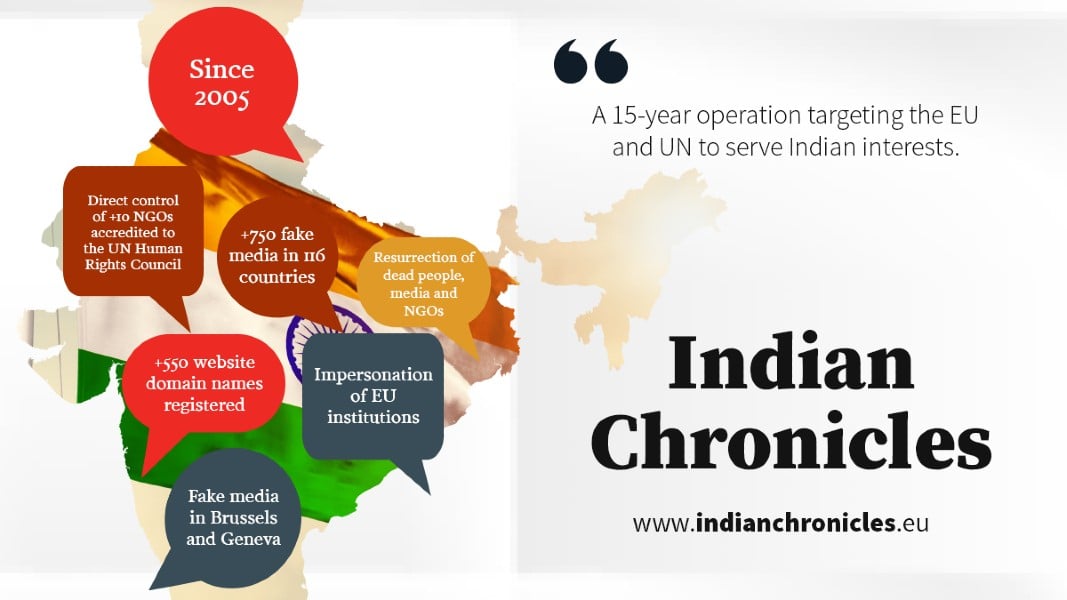 Since
2005
Direct control
of +10 NGOs
accredited to
the UN Human
Rights Council
+750 fake
media in 116
countries
Resurrection of
dead people,
media and
NGOs
+550 website
domain names
registered
Impersonation
of EU
institutions
Fake media
in Brussels
and Geneva
“
A 15-year operation targeting the EU
and UN to serve Indian interests.
Indian
Chronicles
www.indianchronicles.eu